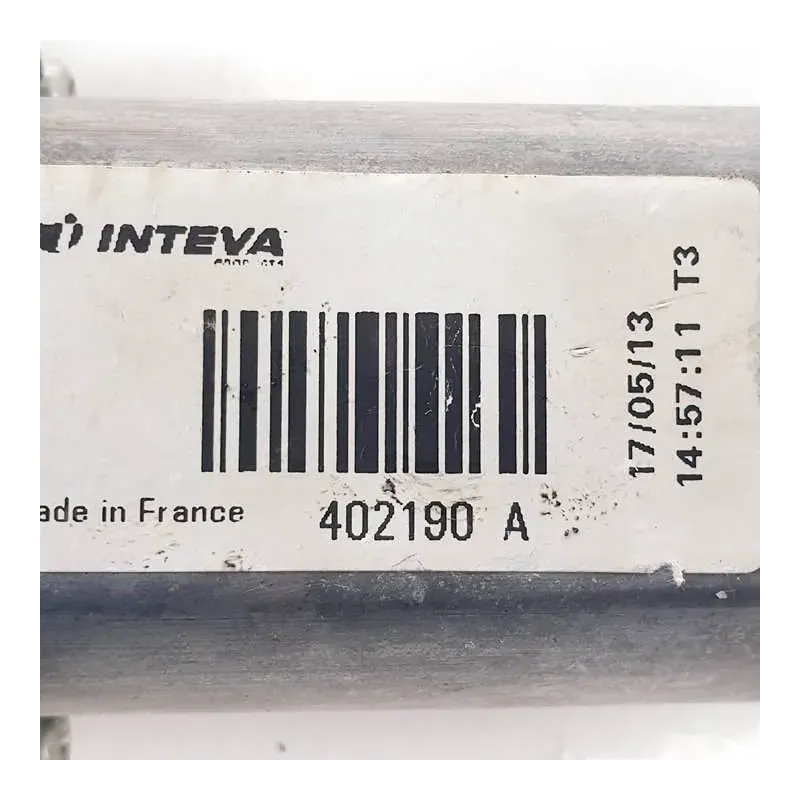 INTEVA
ade in France
402190 A
17/05/13
14:57:11 T3